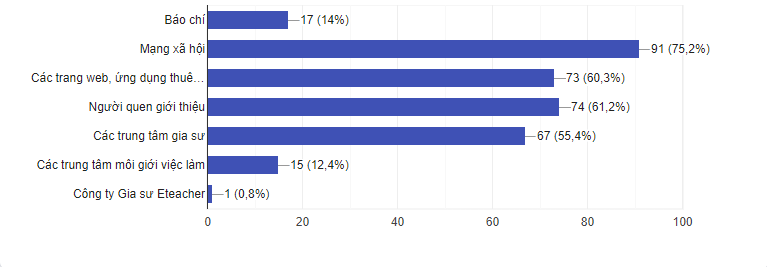 Báo chí
17 (14%)
Mạng xã hội
91 (75,2%)
Các trang web, ứng dụng thuê…
73 (60,3%)
Người quen giới thiệu
74 (61,2%)
Các trung tâm gia sư
67 (55,4%)
Các trung tâm môi giới việc làm
15 (12,4%)
Công ty Gia sư Eteacher
1 (0,8%)
0 20 40 60 80 100